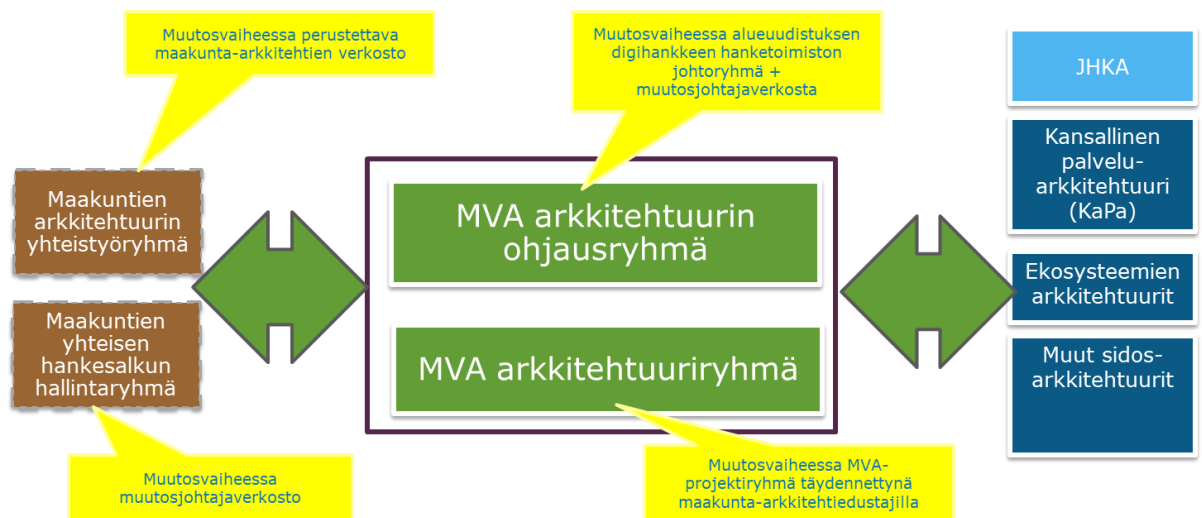 Muutosvaiheessa perustettava
maakunta-arkkitehtien verkosto
Muutosvaiheessa alueuudistuksen
digihankkeen hanketoimiston
johtoryhmä +
muutosjohtajaverkosta
Maakuntien
arkkitehtuurin
yhteistyöryhmä
Maakuntien
yhteisen
hankesalkun
hallintaryhmä
MVA arkkitehtuurin
ohjausryhmä
MVA arkkitehtuuriryhmä
JHKA
Kansallinen
palvelu-
arkkitehtuuri
(KaPa)
Ekosysteemien
arkkitehtuurit
Muut sidos-
arkkitehtuurit
Muutosvaiheessa
muutosjohtajaverkosto
Muutosvaiheessa MVA-
projektiryhmä täydennettynä
maakunta-arkkitehtiedustajilla